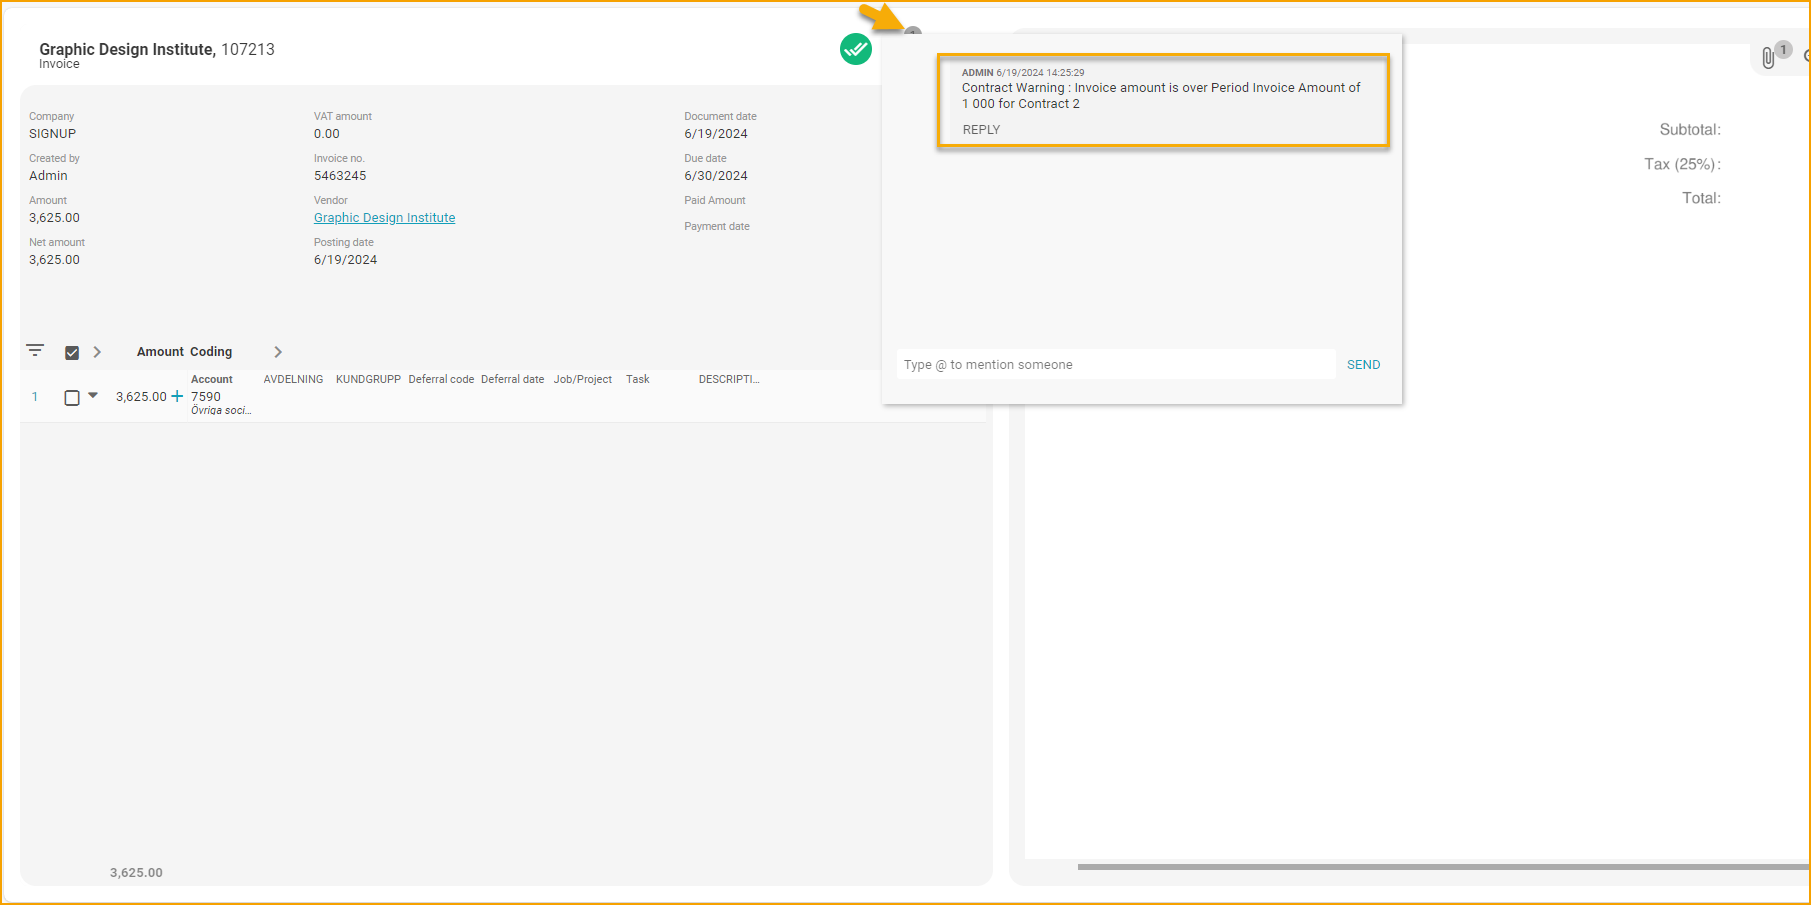 Graphic Design Institute, 107213
Invoice
Company
SIGNUP
VAT amount
0.00
Document date
6/19/2024
Created by
Admin
Invoice no.
5463245
Due date
6/30/2024
Amount
3,625.00
Vendor
Graphic Design Institute
Paid Amount
Net amount
3,625.00
Posting date
6/19/2024
Payment date
Amount Coding
Account AVDELNING KUNDGRUPP Deferral code Deferral date Job/Project Task DESCRIPTI...
1 3,625.00 + 7590
Övriga soci...
3,625.00
ADMIN 6/19/2024 14:25:29
Contract Warning : Invoice amount is over Period Invoice Amount of
1 000 for Contract 2
REPLY
Type @ to mention someone SEND
1
Subtotal:
Tax (25%):
Total: